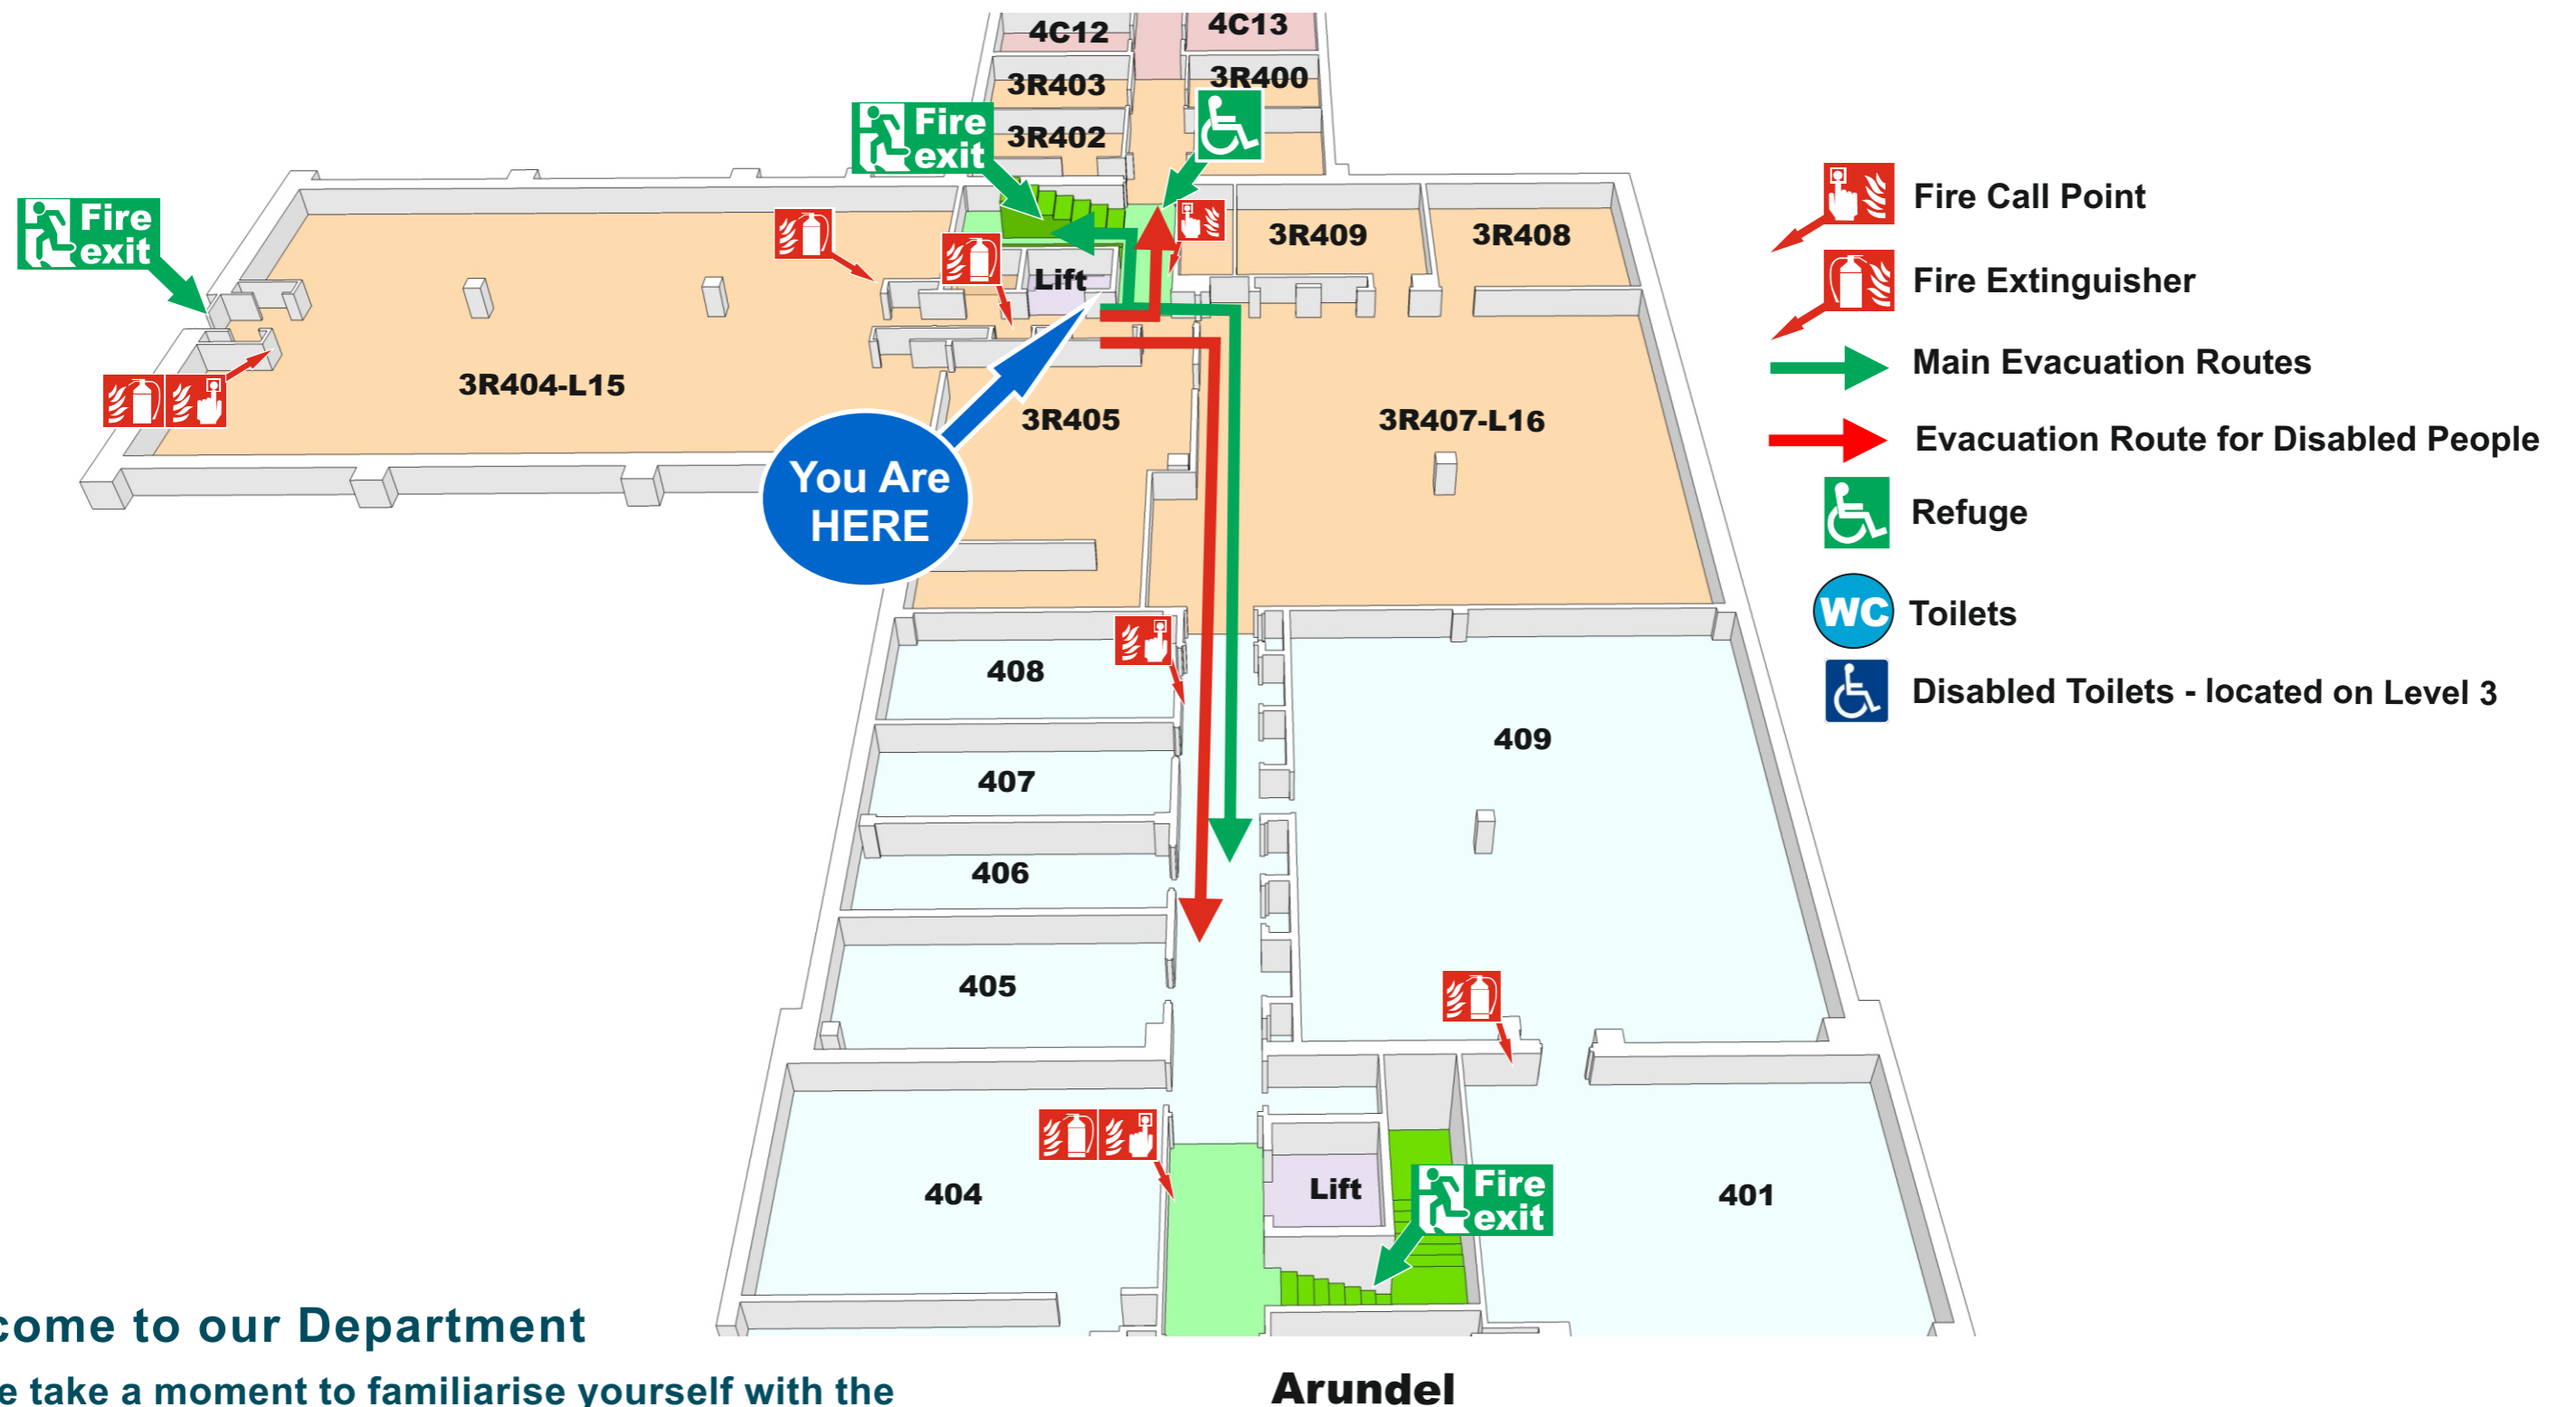 4C12
4C13
3R403
3R400
3R402
Fire
exit
Fire
exit
3R409
3R408
Lift
3R404-L15
3R405
3R407-L16
You Are
HERE
408
409
407
406
405
404
Lift
Fire
exit
401
Fire Call Point
Fire Extinguisher
Main Evacuation Routes
Evacuation Route for Disabled People
Refuge
WC Toilets
Disabled Toilets - located on Level 3
come to our Department
e take a moment to familiarise yourself with the
Arundel